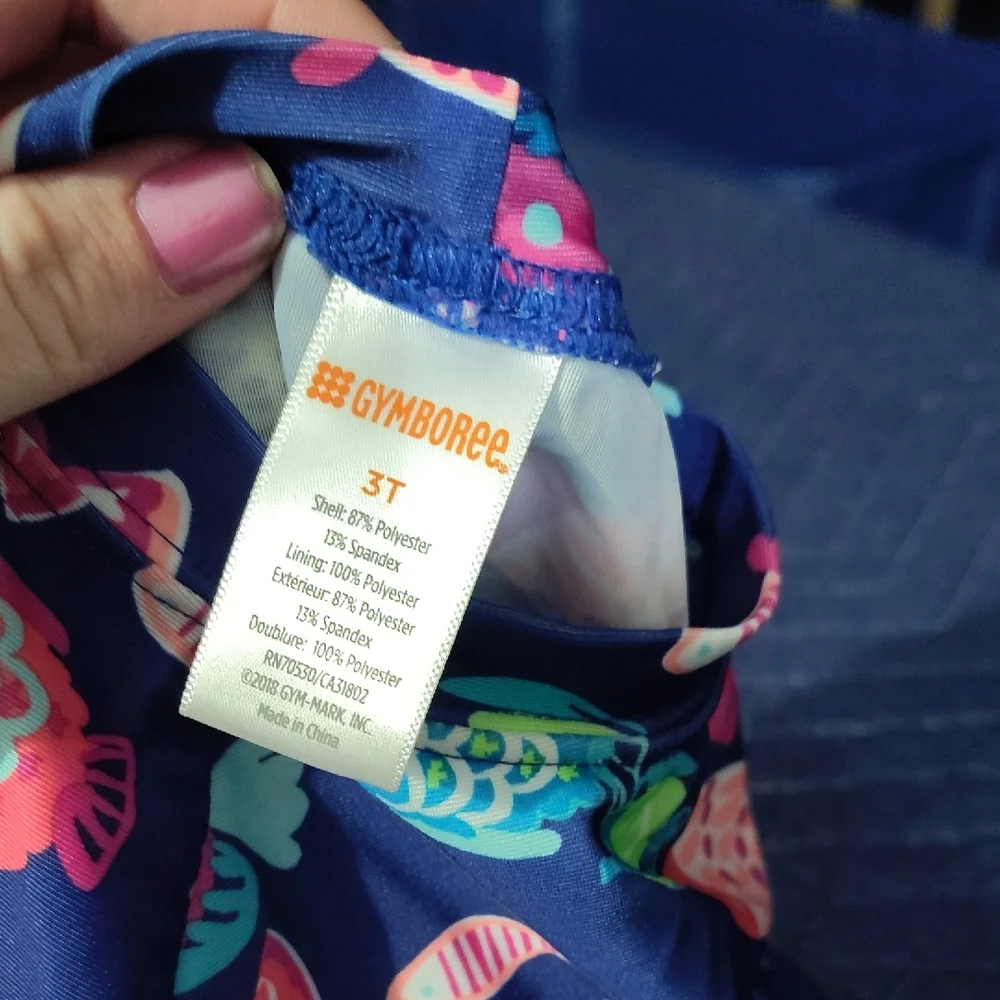 GYMBOREE
3T
Shell: 87% Polyester
13% Spandex
Lining: 100% Polyester
Extérieur: 87% Polyester
13% Spandex
Doublure: 100% Polyester
RN70530/CA31802
©2018 GYM-MARK, INC.
Made in China